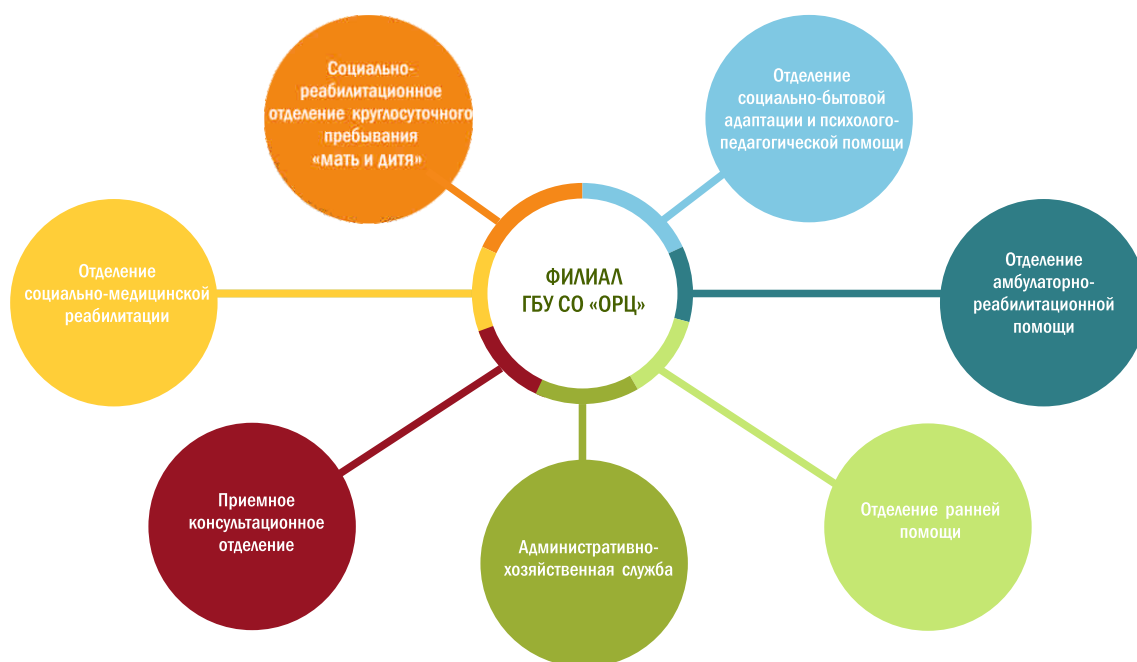 Социально-
реабилитационное
отделение круглосуточного
пребывания
«мать и дитя»
Отделение
социально-бытовой
адаптации и психолого-
педагогической помощи
Отделение
социально-медицинской
реабилитации
ФИЛИАЛ
ГБУ СО «ОРЦ»
Отделение
амбулаторно-
реабилитационной
помощи
Приемное
консультационное
отделение
Административно-
хозяйственная служба
Отделение ранней
помощи